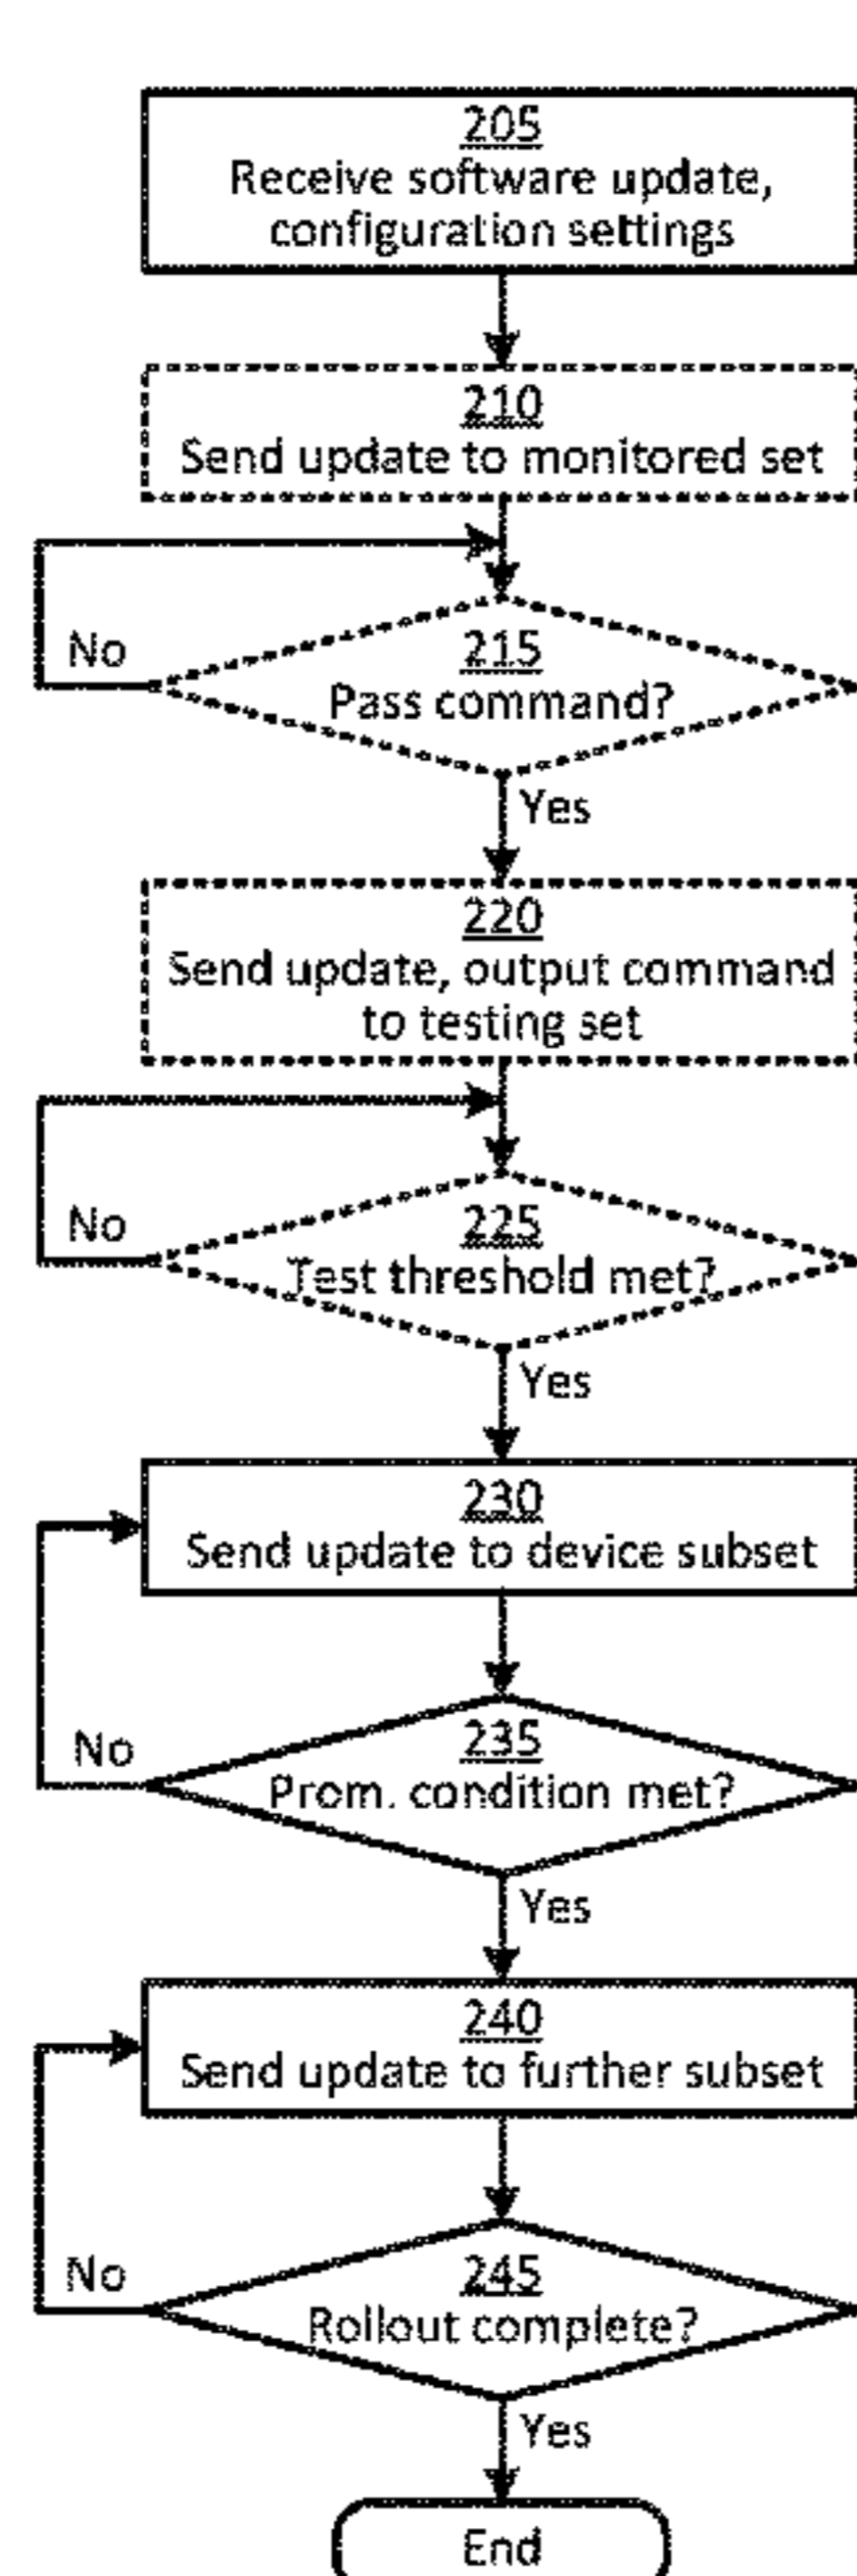 205
Receive software update,
configuration settings
210
Send update to monitored set
215
No
Pass command?
Yes
220
Send update, output command
to testing set
225
No
Test threshold met?
Yes
230
Send update to device subset
235
No
Prom. condition met?
Yes
240
Send update to further subset
245
No
Rollout complete?
Yes
End